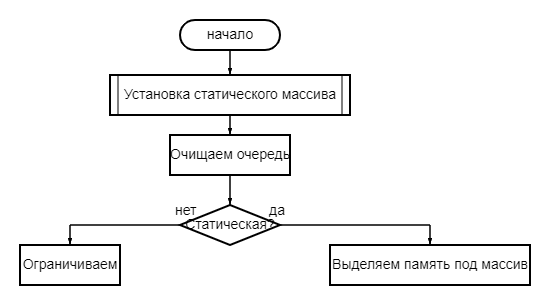 начало
Установка статического массива
Очищаем очередь
нет
да
Статическая?
Ограничиваем
Выделяем память под массив